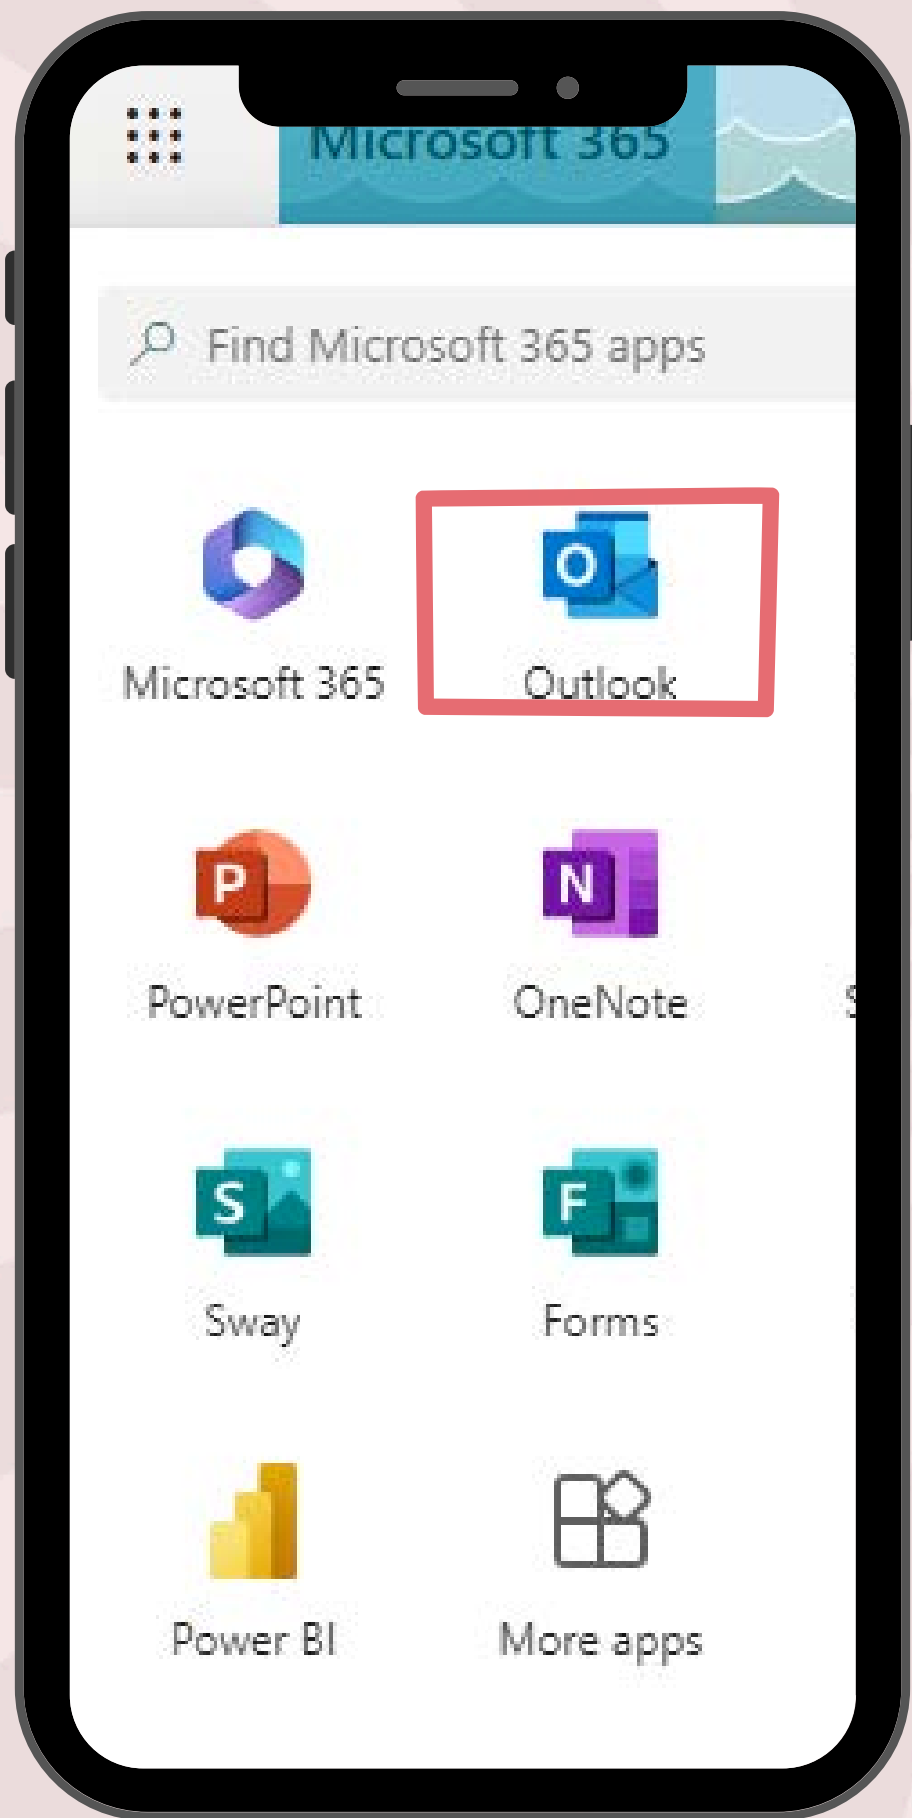 Microsoft 365
Find Microsoft 365 apps
O
Microsoft 365 Outlook
P N
PowerPoint OneNote S
S F
Sway Forms
Power BI More apps